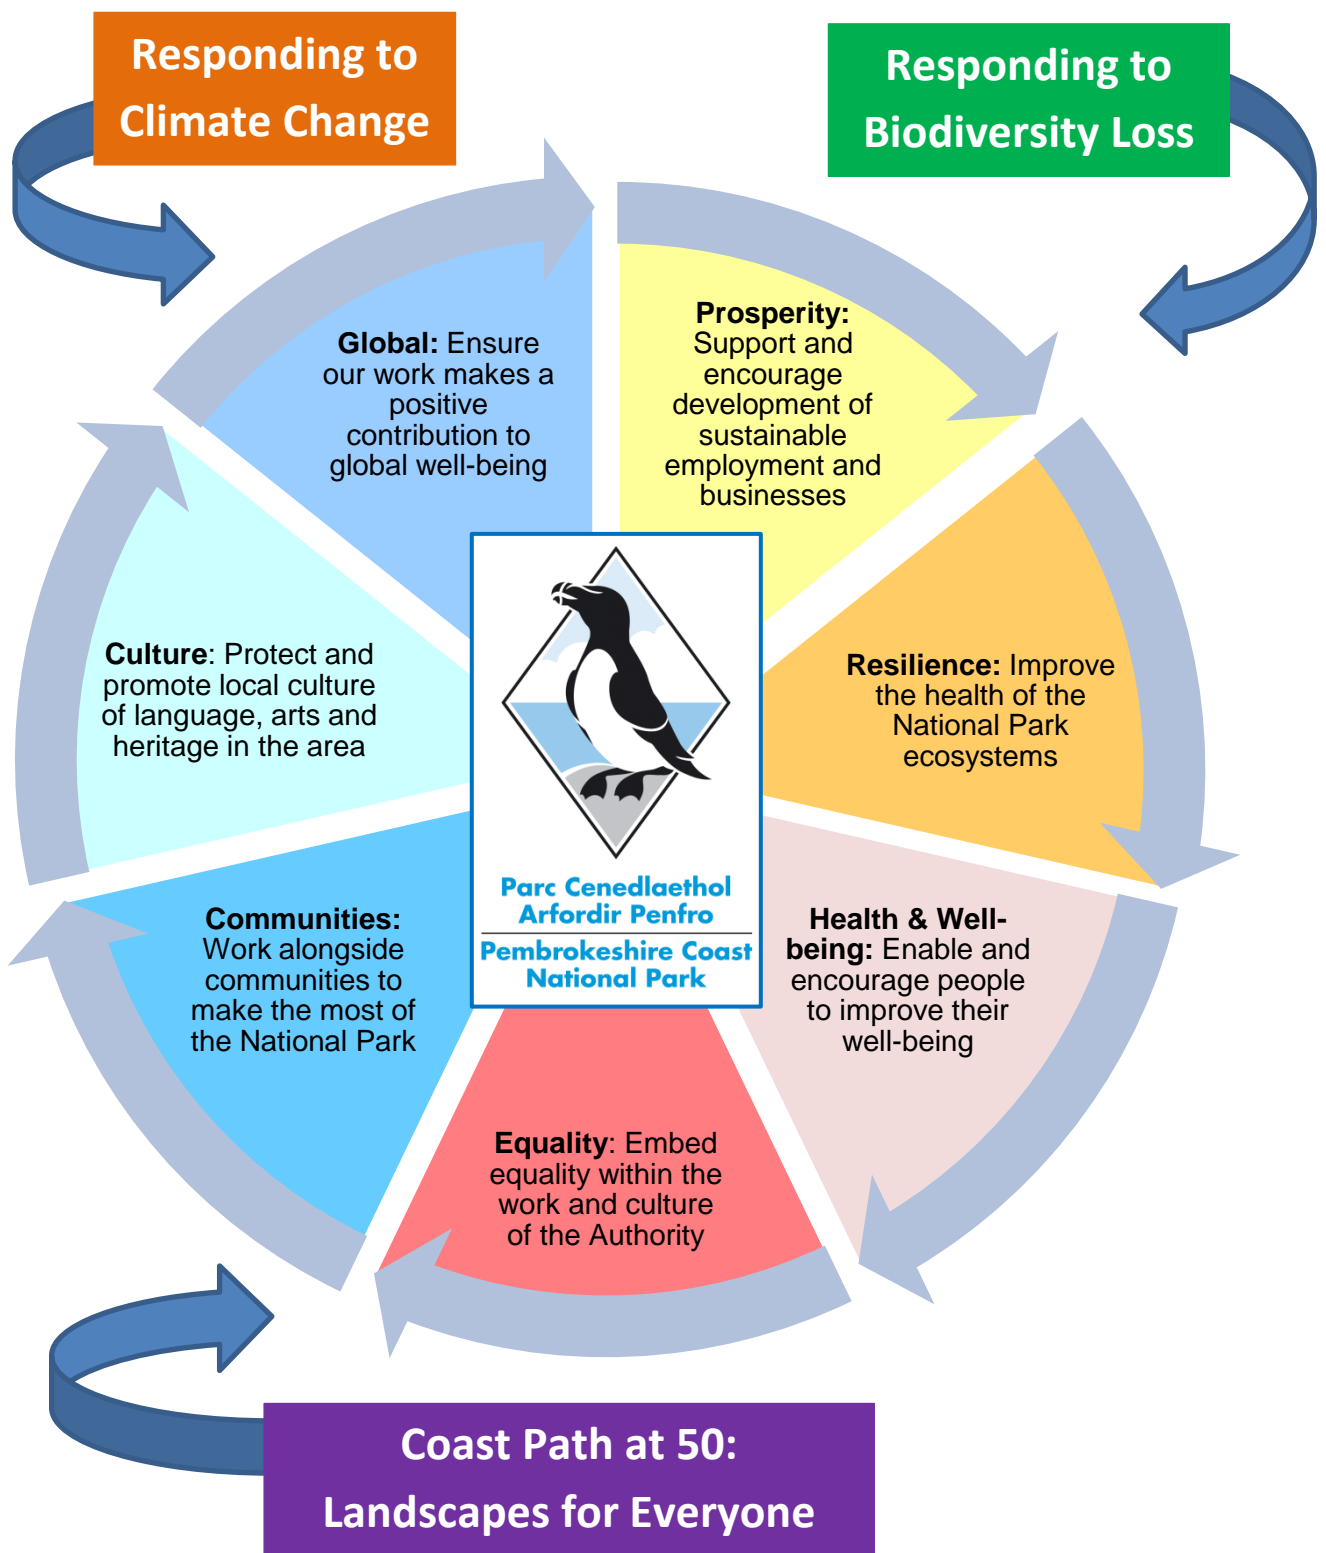 Responding to
Climate Change
Responding to
Biodiversity Loss
Global: Ensure
our work makes a
positive
contribution to
global well-being
Prosperity:
Support and
encourage
development of
sustainable
employment and
businesses
Culture: Protect and
promote local culture
of language, arts and
heritage in the area
Resilience: Improve
the health of the
National Park
ecosystems
Parc Cenedlaethol
Arfordir Penfro
Pembrokeshire Coast
National Park
Communities:
Work alongside
communities to
make the most of
the National Park
Health & Well-
being: Enable and
encourage people
to improve their
well-being
Equality: Embed
equality within the
work and culture
of the Authority
Coast Path at 50:
Landscapes for Everyone